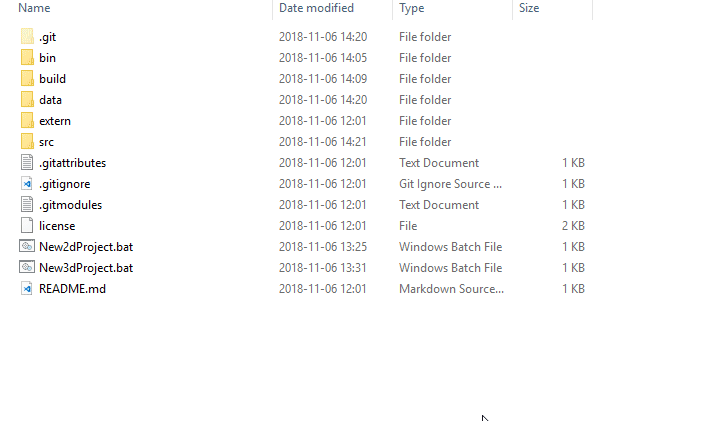 Name Date modified Type Size
.git 2018-11-06 14:20 File folder
bin 2018-11-06 14:05 File folder
build 2018-11-06 14:09 File folder
data 2018-11-06 14:20 File folder
extern 2018-11-06 12:01 File folder
src 2018-11-06 14:21 File folder
.gitattributes 2018-11-06 12:01 Text Document 1 KB
.gitignore 2018-11-06 12:01 Git Ignore Source ... 1 KB
.gitmodules 2018-11-06 12:01 Text Document 1 KB
license 2018-11-06 12:01 File 2 KB
New2dProject.bat 2018-11-06 13:25 Windows Batch File 1 KB
New3dProject.bat 2018-11-06 13:31 Windows Batch File 1 KB
README.md 2018-11-06 12:01 Markdown Source... 1 KB